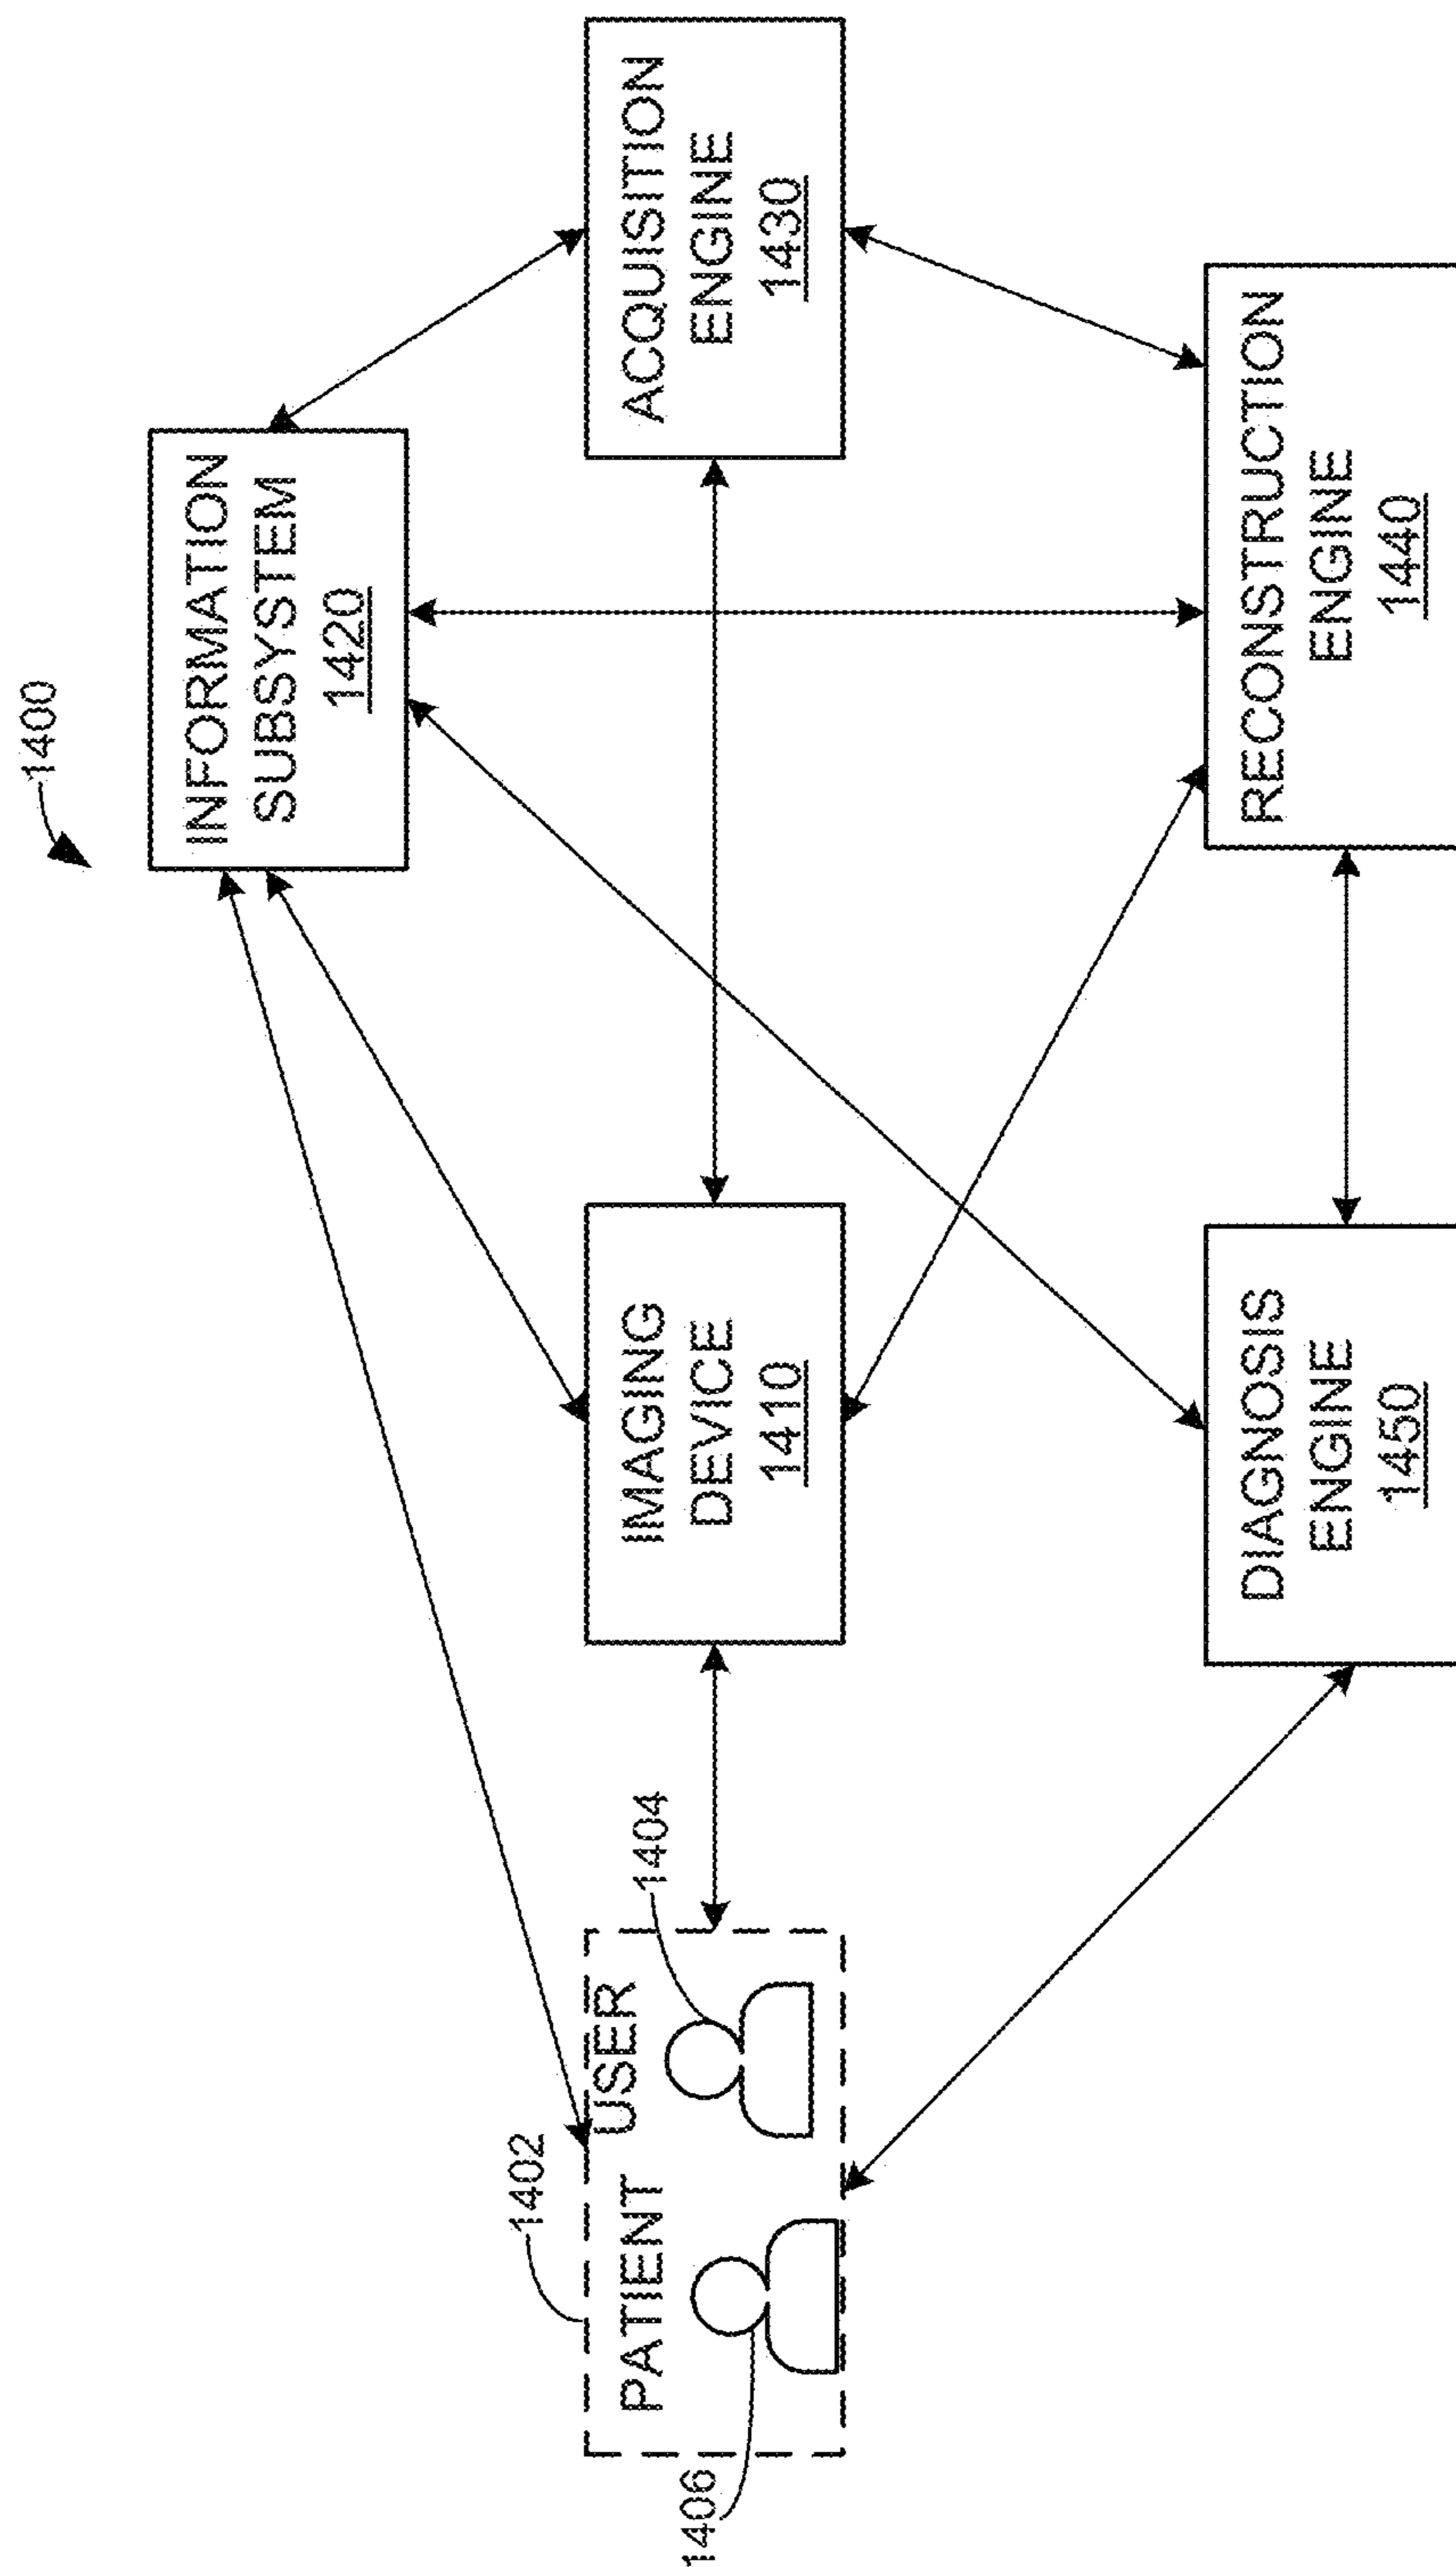 1400
INFORMATION
SUBSYSTEM
1420
1402
PATIENT
USER
1404
1406
IMAGING
DEVICE
1410
ACQUISITION
ENGINE
1430
DIAGNOSIS
ENGINE
1450
RECONSTRUCTION
ENGINE
1440